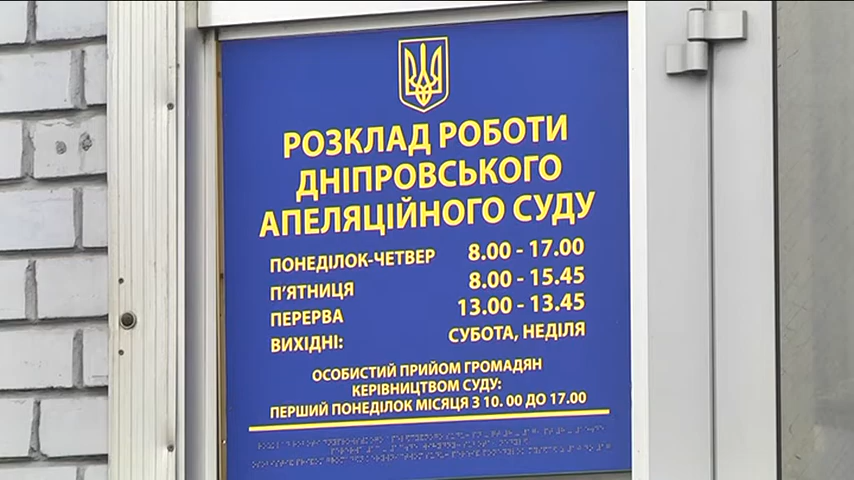 РОЗКЛАД РОБОТИ
ДНІПРОВСЬКОГО
АПЕЛЯЦІЙНОГО СУДУ
ПОНЕДІЛОК-ЧЕТВЕР 8.00 - 17.00
П'ЯТНИЦЯ 8.00 - 15.45
ПЕРЕРВА 13.00 - 13.45
ВИХІДНІ: СУБОТА, НЕДІЛЯ
ОСОБИСТИЙ ПРИЙОМ ГРОМАДЯН
КЕРІВНИЦТВОМ СУДУ:
ПЕРШИЙ ПОНЕДІЛОК МІСЯЦЯ З 10. 00 ДО 17.00